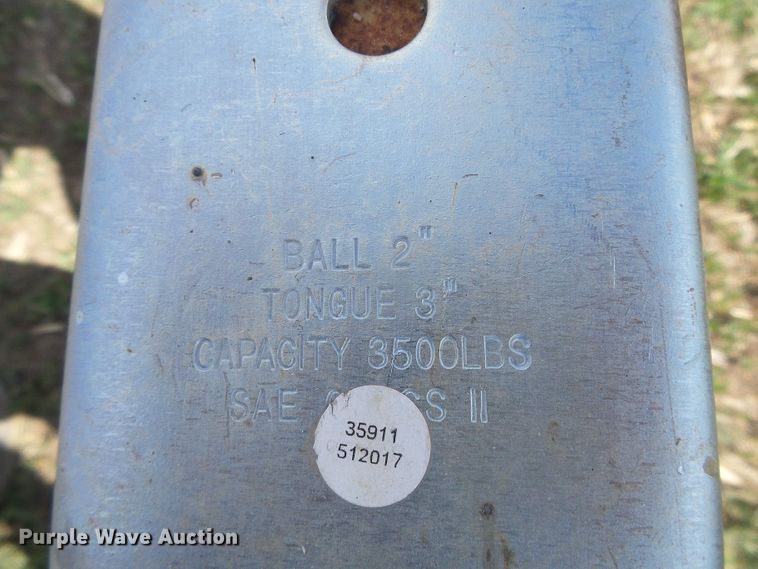 BALL 2"
TONGUE 3"
CAPACITY 3500LBS
SAE II
35911
512017
Purple Wave Auction